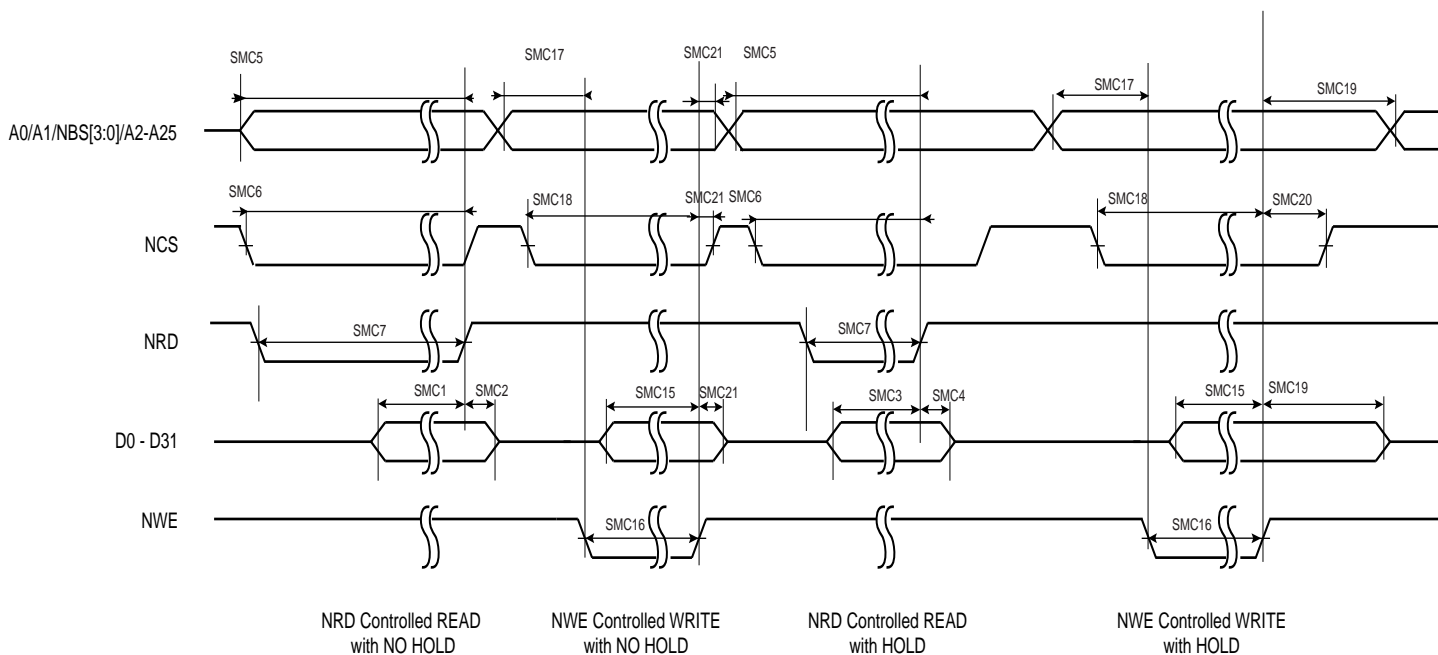 SMC5
SMC17
SMC21
SMC5
SMC17
SMC19
A0/A1/NBS[3:0]/A2-A25
SMC6
SMC18
SMC21
SMC6
SMC18
SMC20
NCS
SMC7
SMC7
NRD
SMC1
SMC2
SMC15
SMC21
SMC3
SMC4
SMC15
SMC19
D0 - D31
NWE
SMC16
SMC16
NRD Controlled READ
with NO HOLD
NWE Controlled WRITE
with NO HOLD
NRD Controlled READ
with HOLD
NWE Controlled WRITE
with HOLD